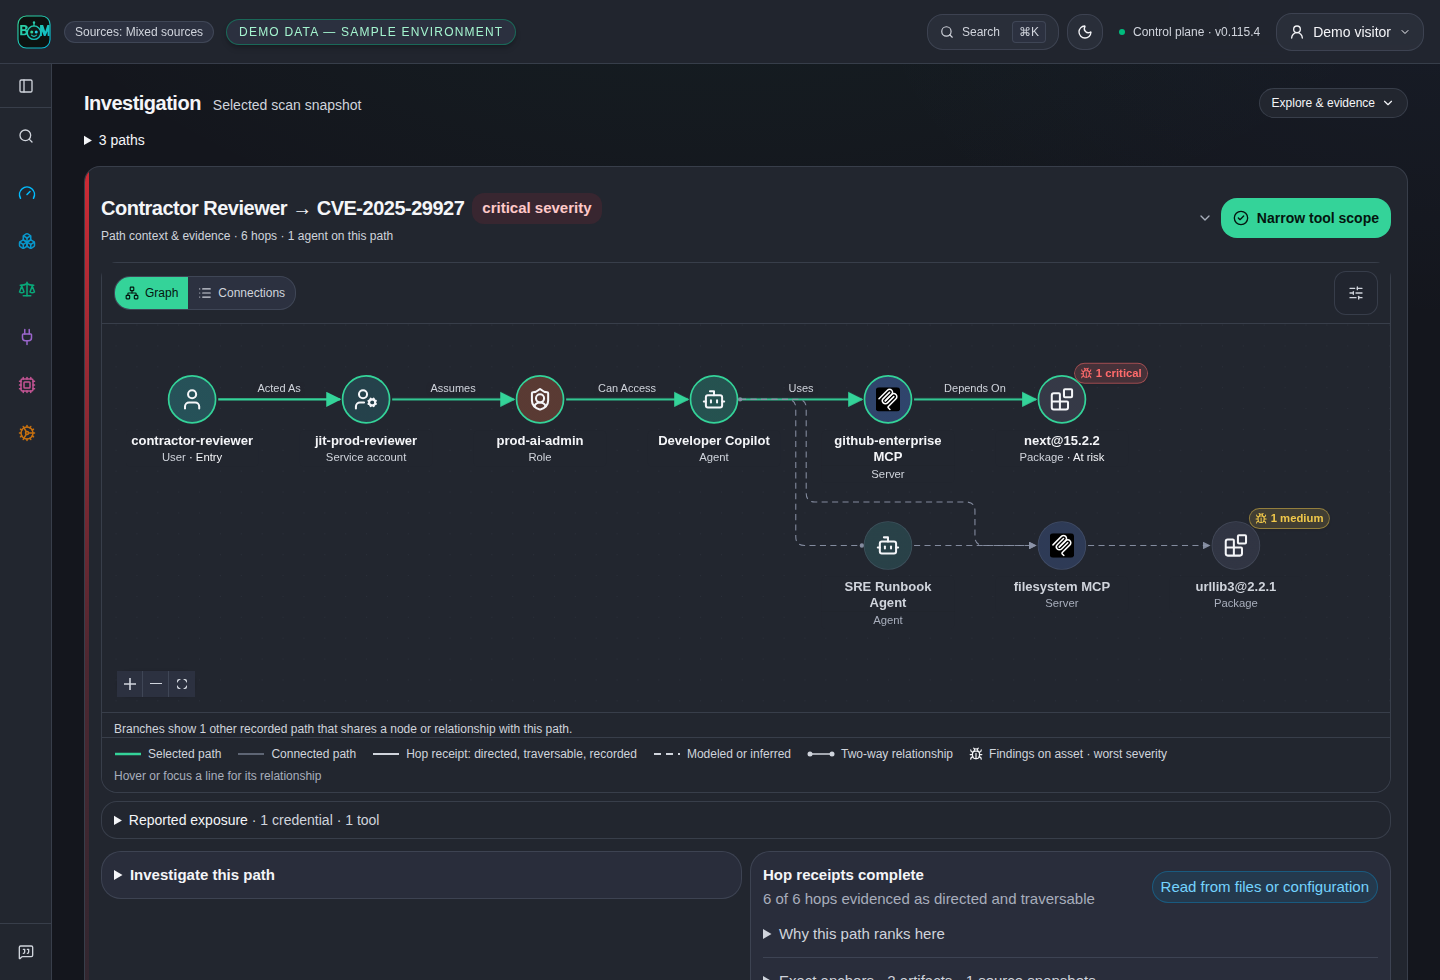 BOM
Sources: Mixed sources
DEMO DATA — SAMPLE ENVIRONMENT
Search
⌘K
Control plane · v0.115.4
Demo visitor
Investigation
Selected scan snapshot
Explore & evidence
3 paths
Contractor Reviewer → CVE-2025-29927
critical severity
Path context & evidence · 6 hops · 1 agent on this path
Narrow tool scope
Graph
Connections
Acted As
Assumes
Can Access
Uses
Depends On
1 critical
contractor-reviewer
User · Entry
jit-prod-reviewer
Service account
prod-ai-admin
Role
Developer Copilot
Agent
github-enterprise
MCP
Server
next@15.2.2
Package · At risk
1 medium
SRE Runbook
Agent
Agent
filesystem MCP
Server
urllib3@2.2.1
Package
Branches show 1 other recorded path that shares a node or relationship with this path.
Selected path
Connected path
Hop receipt: directed, traversable, recorded
Modeled or inferred
Two-way relationship
Findings on asset · worst severity
Hover or focus a line for its relationship
Reported exposure · 1 credential · 1 tool
Investigate this path
Hop receipts complete
6 of 6 hops evidenced as directed and traversable
Read from files or configuration
Why this path ranks here
Exact anchors · 2 artifacts · 1 source snapshots